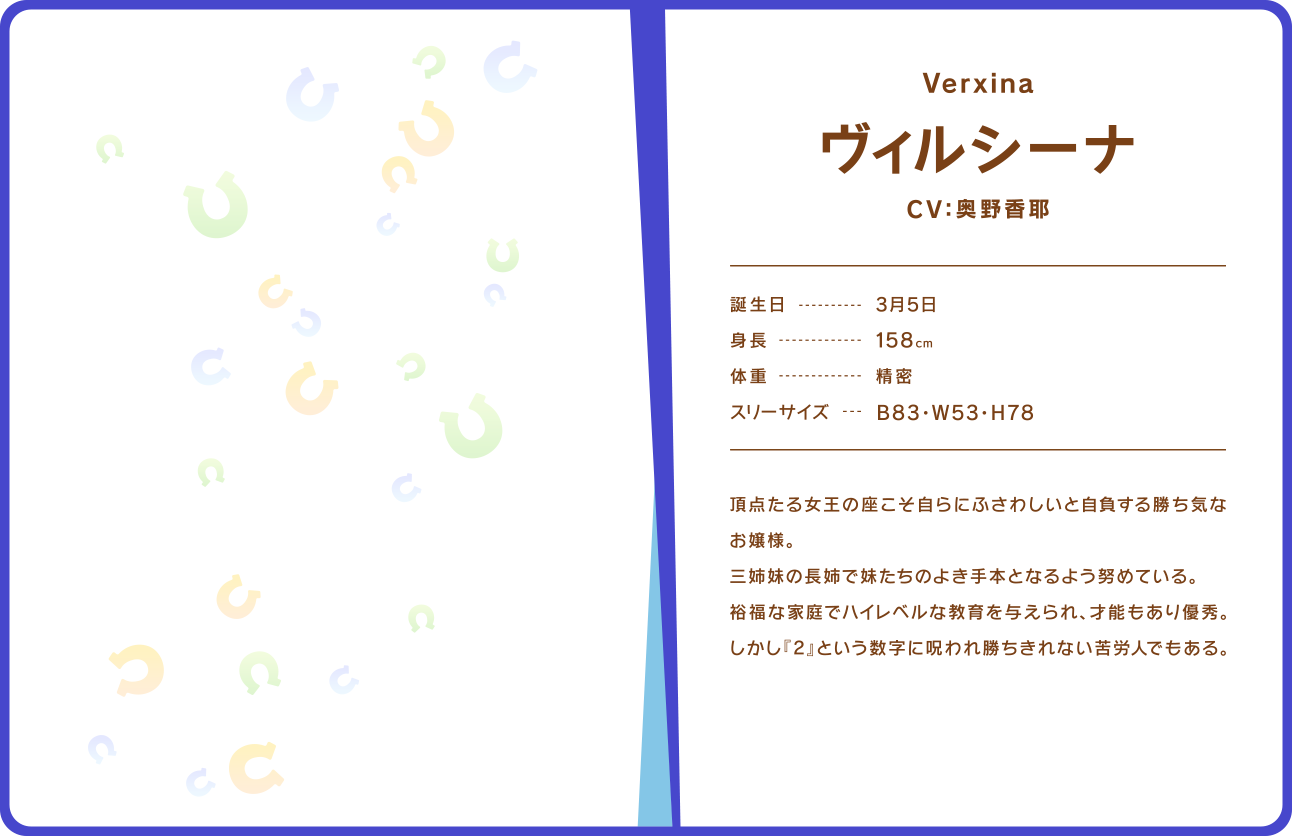 Verxina
ヴィルシーナ
CV:奥野香耶
誕生日 ---------- 3月5日
身長 ------------- 158cm
体重 ------------- 精密
スリーサイズ --- B83・W53・H78
頂点たる女王の座こそ自らにふさわしいと自負する勝ち気な
お嬢様。
三姉妹の長姉で妹たちのよき手本となるよう努めている。
裕福な家庭でハイレベルな教育を与えられ、才能もあり優秀。
しかし『2』という数字に呪われ勝ちきれない苦労人でもある。